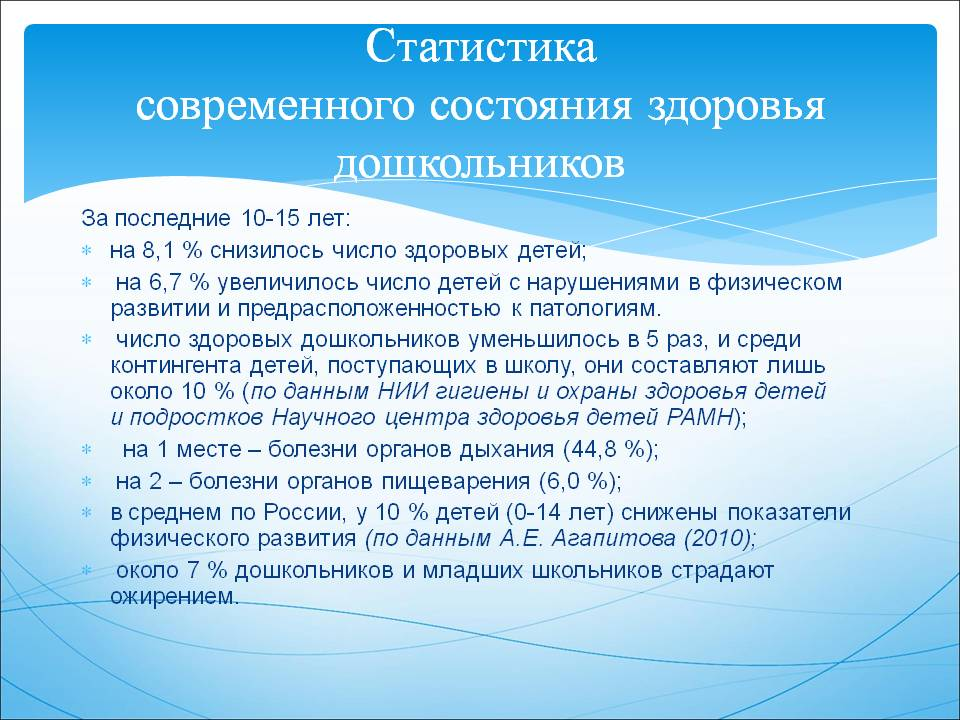 Статистика
современного состояния здоровья
дошкольников
За последние 10-15 лет:
на 8,1 % снизилось число здоровых детей;
на 6,7 % увеличилось число детей с нарушениями в физическом
развитии и предрасположенностью к патологиям.
число здоровых дошкольников уменьшилось в 5 раз, и среди
контингента детей, поступающих в школу, они составляют лишь
около 10 % (по данным НИИ гигиены и охраны здоровья детей
и подростков Научного центра здоровья детей РАМН);
на 1 месте – болезни органов дыхания (44,8 %);
на 2 – болезни органов пищеварения (6,0 %);
в среднем по России, у 10 % детей (0-14 лет) снижены показатели
физического развития (по данным А.Е. Агапитова (2010);
около 7 % дошкольников и младших школьников страдают
ожирением.